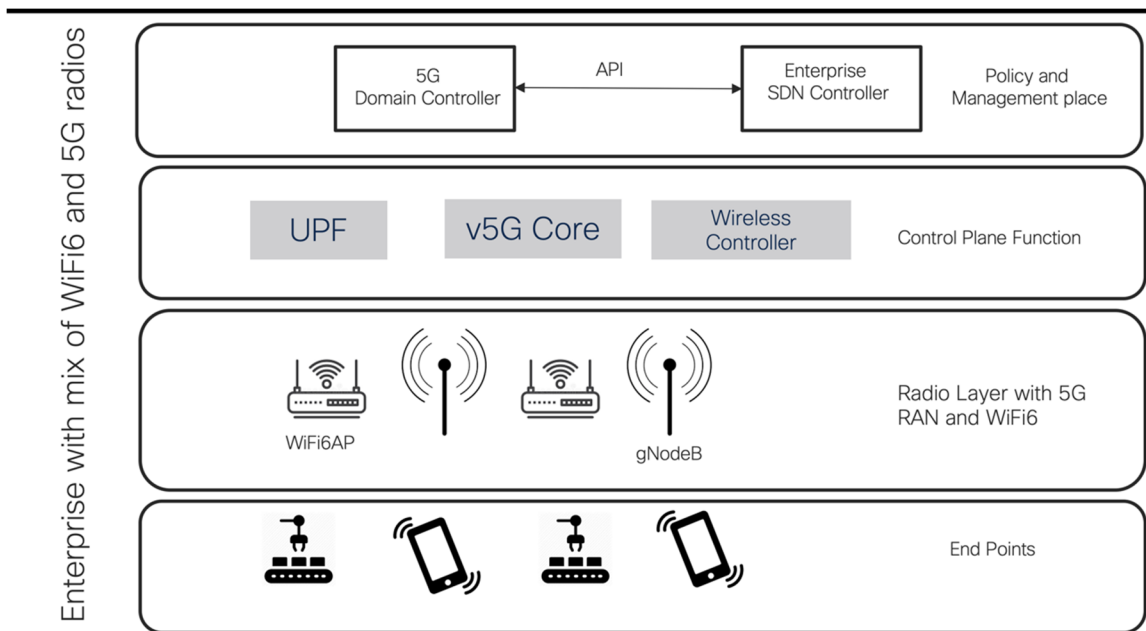 Enterprise with mix of WiFi6 and 5G radios
5G
Domain Controller
API
Enterprise
SDN Controller
Policy and
Management place
UPF
v5G Core
Wireless
Controller
Control Plane Function
WiFi6AP
gNodeB
Radio Layer with 5G
RAN and WiFi6
End Points